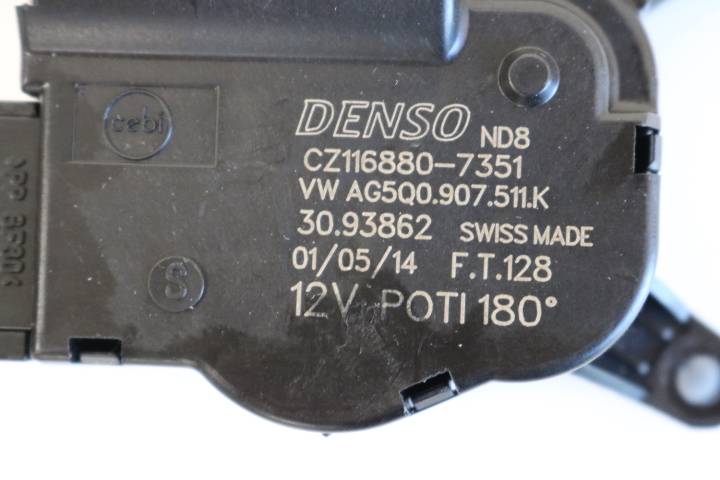 cebi
DENSO ND8
CZ116880-7351
VW AG5Q0.907.511.K
30.93862 SWISS MADE
01/05/14 F.T.128
12V POTI 180°
S